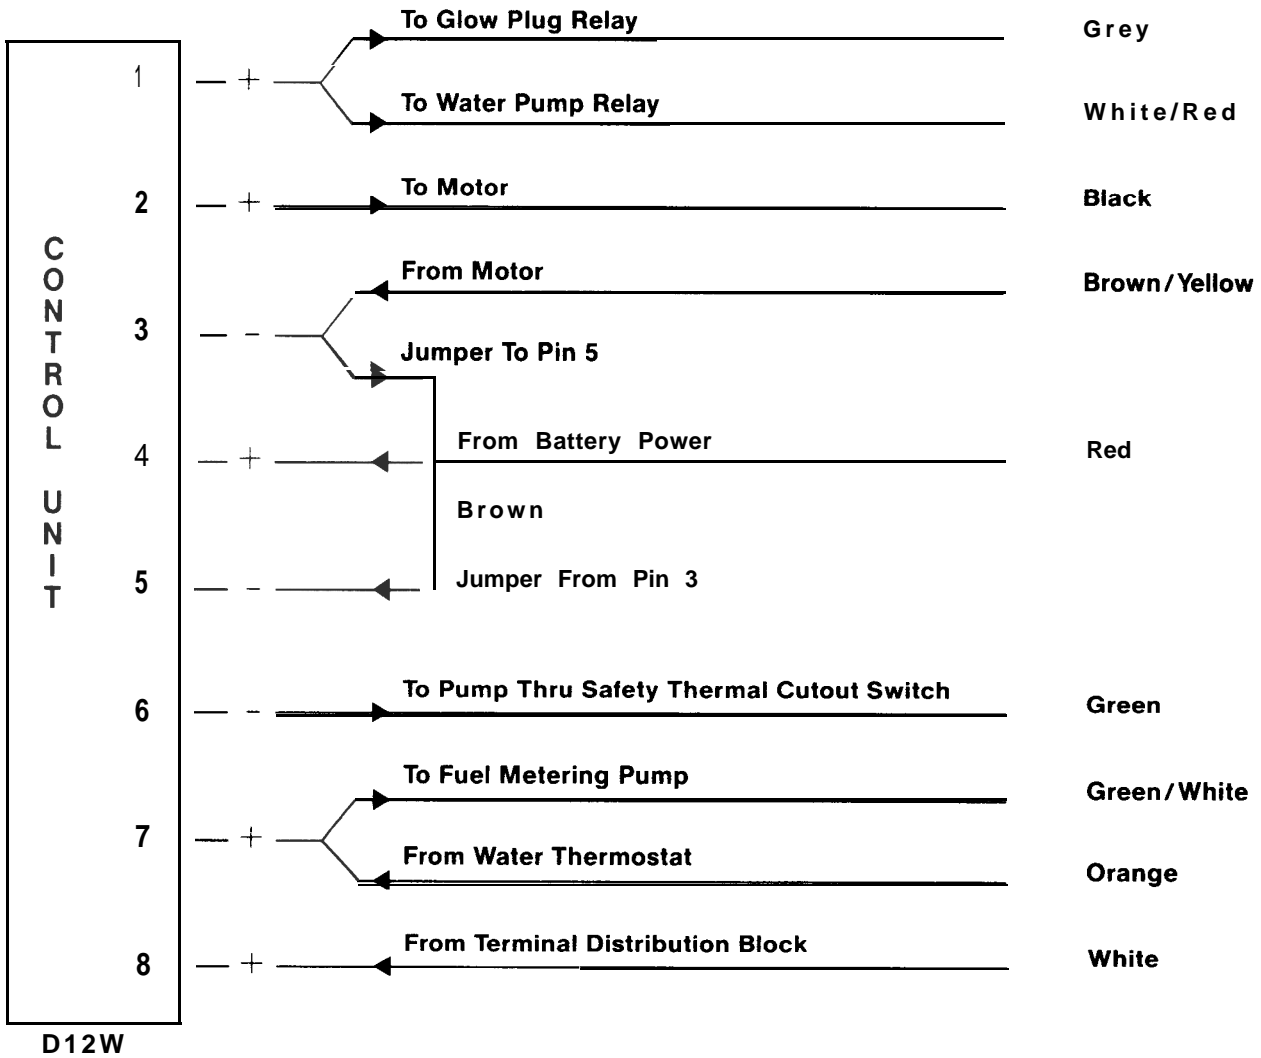 To Glow Plug Relay Grey
1 — +
To Water Pump Relay White/Red
2 — + To Motor Black
From Motor Brown/Yellow
3 — -
Jumper To Pin 5
4 — + From Battery Power Red
Brown
5 — - Jumper From Pin 3
6 — - To Pump Thru Safety Thermal Cutout Switch Green
To Fuel Metering Pump Green/White
7 — +
From Water Thermostat Orange
8 — + From Terminal Distribution Block White
CONTROL UNIT
D12W